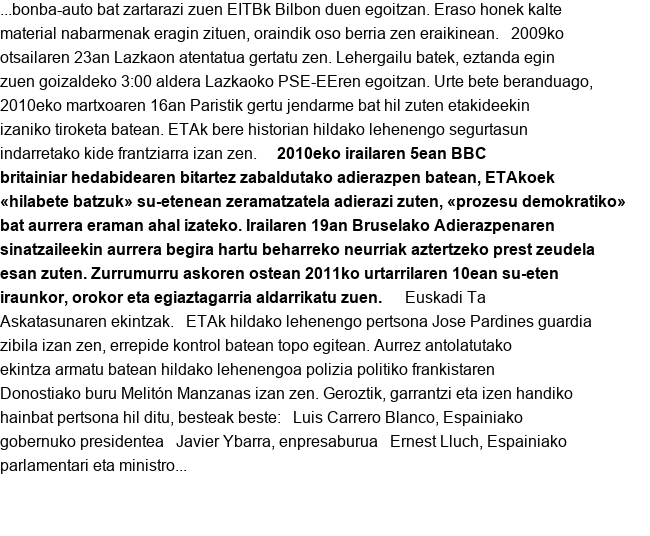 ...bonba-auto bat zartarazi zuen EITBk Bilbon duen egoitzan. Eraso honek kalte
material nabarmenak eragin zituen, oraindik oso berria zen eraikinean.   2009ko
otsailaren 23an Lazkaon atentatua gertatu zen. Lehergailu batek, eztanda egin
zuen goizaldeko 3:00 aldera Lazkaoko PSE-EEren egoitzan. Urte bete beranduago,
2010eko martxoaren 16an Paristik gertu jendarme bat hil zuten etakideekin
izaniko tiroketa batean. ETAk bere historian hildako lehenengo segurtasun
indarretako kide frantziarra izan zen.     2010eko irailaren 5ean BBC
britainiar hedabidearen bitartez zabaldutako adierazpen batean, ETAkoek
«hilabete batzuk» su-etenean zeramatzatela adierazi zuten, «prozesu demokratiko»
bat aurrera eraman ahal izateko. Irailaren 19an Bruselako Adierazpenaren
sinatzaileekin aurrera begira hartu beharreko neurriak aztertzeko prest zeudela
esan zuten. Zurrumurru askoren ostean 2011ko urtarrilaren 10ean su-eten
iraunkor, orokor eta egiaztagarria aldarrikatu zuen.     Euskadi Ta
Askatasunaren ekintzak.   ETAk hildako lehenengo pertsona Jose Pardines guardia
zibila izan zen, errepide kontrol batean topo egitean. Aurrez antolatutako
ekintza armatu batean hildako lehenengoa polizia politiko frankistaren
Donostiako buru Melitón Manzanas izan zen. Geroztik, garrantzi eta izen handiko
hainbat pertsona hil ditu, besteak beste:   Luis Carrero Blanco, Espainiako
gobernuko presidentea   Javier Ybarra, enpresaburua   Ernest Lluch, Espainiako
parlamentari eta ministro...